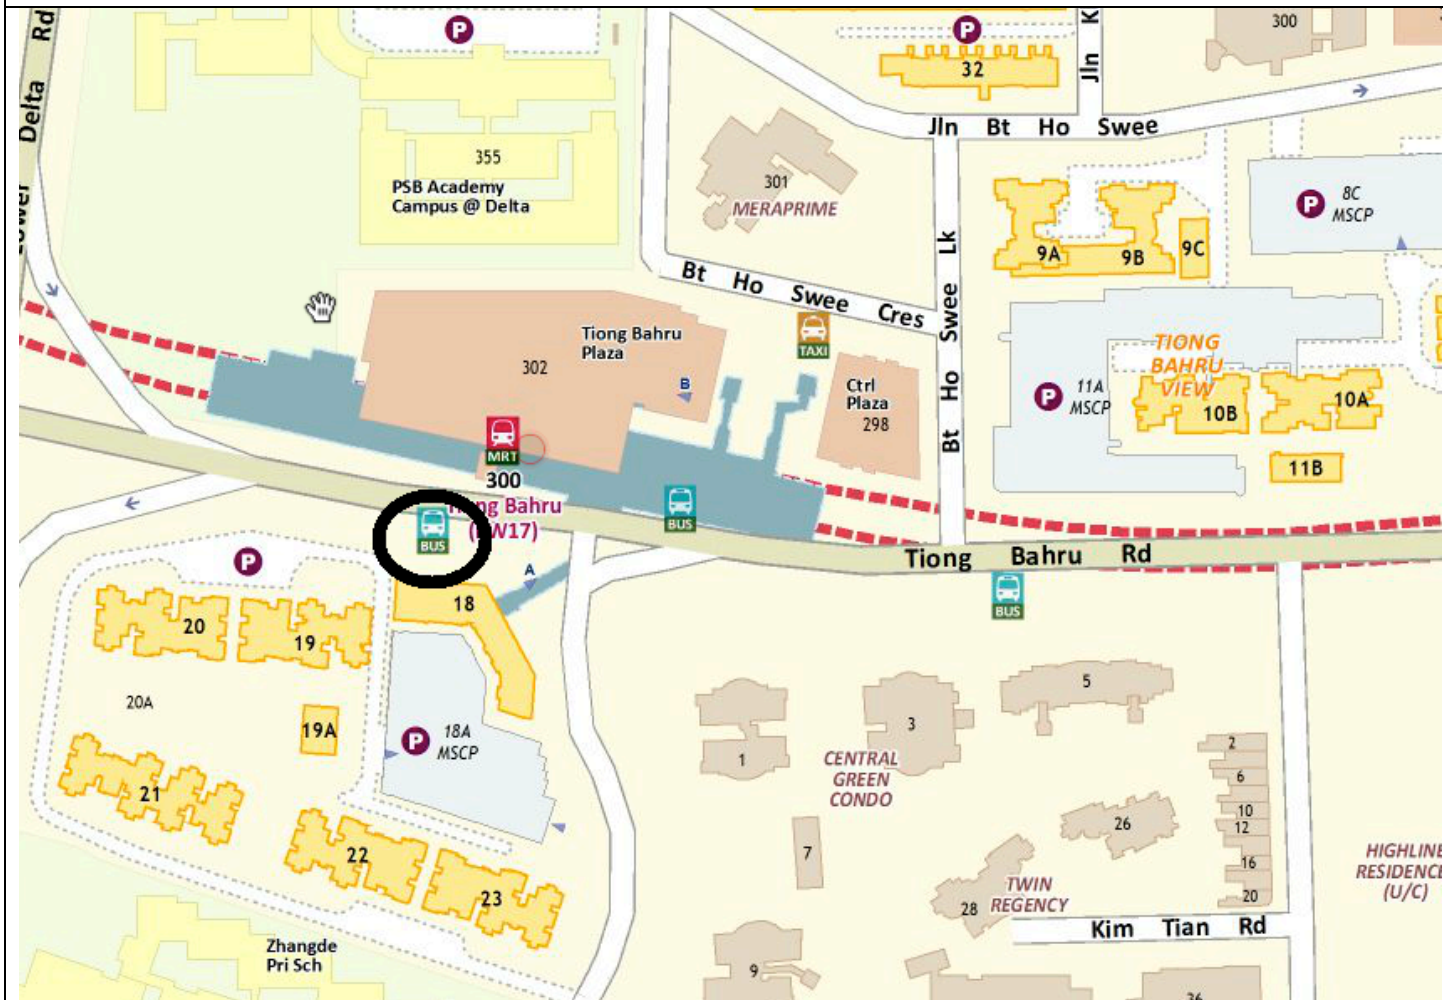 Lower Delta Rd
P
P
32
Jln K
300
Jln Bt Ho Swee
355
PSB Academy
Campus @ Delta
301
MERAPRIME
P
8C
MSCP
9A
9B
9C
Bt Ho Swee Lk
Bt Ho Swee Cres
Tiong Bahru
Plaza
302
B
TAXI
Ctrl
Plaza
298
TIONG
BAHRU
VIEW
P
11A
MSCP
10B
10A
11B
MRT
300
Bahru
BUS
BUS
Tiong Bahru Rd
BUS
P
A
18
20
19
20A
19A
P
18A
MSCP
21
22
23
1
3
5
CENTRAL
GREEN
CONDO
7
26
2
6
10
12
16
20
TWIN
REGENCY
28
HIGHLINE
RESIDENCE
(U/C)
Kim Tian Rd
Zhangde
Pri Sch
9
36